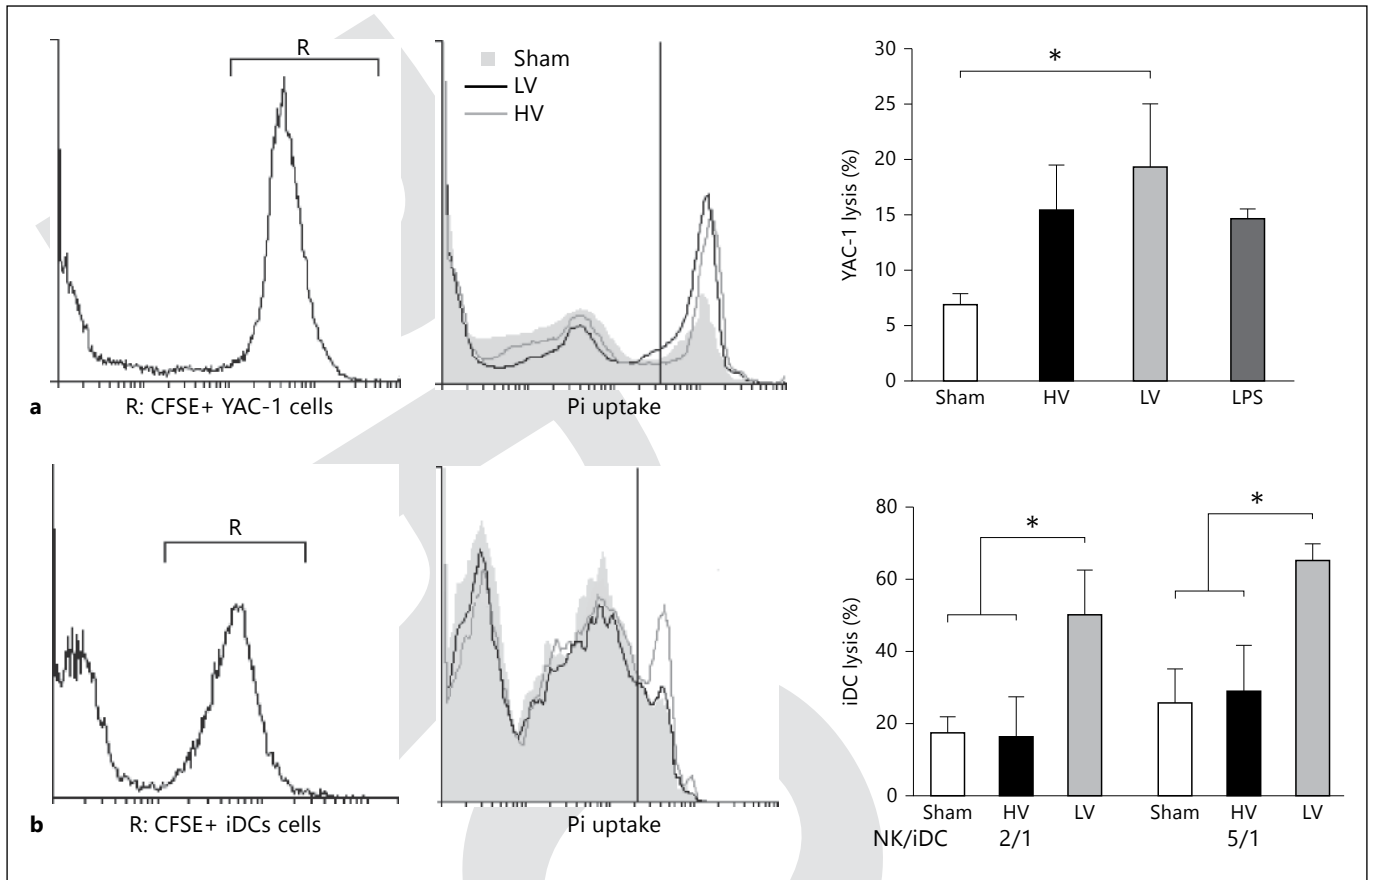 R
R: CFSE+ YAC-1 cells
a
Sham
LV
HV
Pi uptake
YAC-1 lysis (%)
30
25
20
15
10
5
0
*
Sham HV LV LPS
R
R: CFSE+ iDCs cells
b
Pi uptake
iDC lysis (%)
80
60
40
20
0
*
*
Sham HV LV Sham HV LV
NK/iDC 2/1 5/1